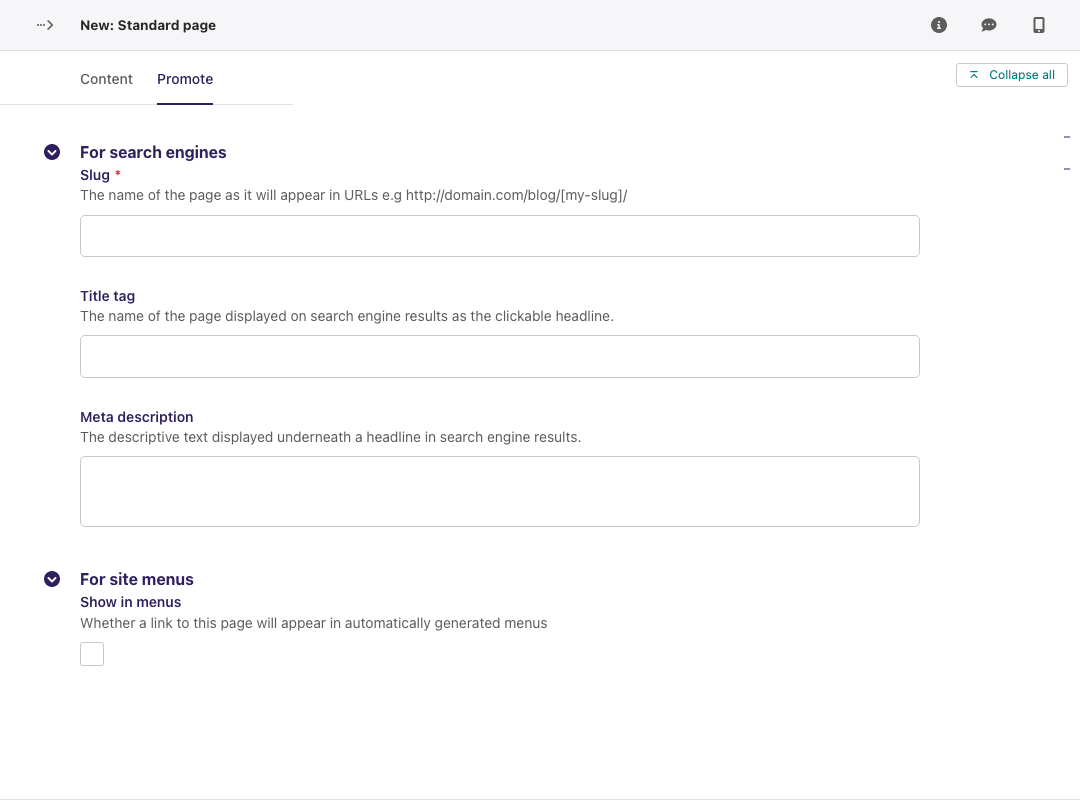 New: Standard page
Content
Promote
Collapse all
For search engines
Slug *
The name of the page as it will appear in URLs e.g http://domain.com/blog/[my-slug]/
Title tag
The name of the page displayed on search engine results as the clickable headline.
Meta description
The descriptive text displayed underneath a headline in search engine results.
For site menus
Show in menus
Whether a link to this page will appear in automatically generated menus